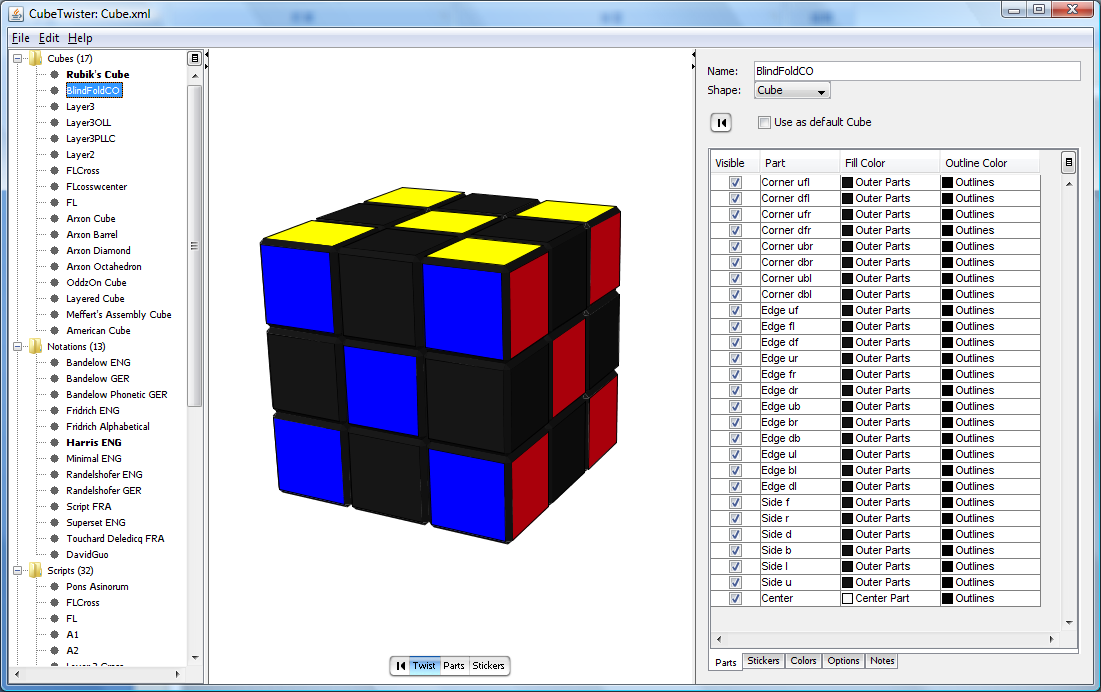 CubeTwister: Cube.xml
File Edit Help
Cubes (17)
Rubik's Cube
BlindFoldCO
Layer3
Layer3OLL
Layer3PLLC
Layer2
FLCross
FLcosswcenter
FL
Arxon Cube
Arxon Barrel
Arxon Diamond
Arxon Octahedron
OddzOn Cube
Layered Cube
Meffert's Assembly Cube
American Cube
Notations (13)
Bandelow ENG
Bandelow GER
Bandelow Phonetic GER
Fridrich ENG
Fridrich Alphabetical
Harris ENG
Minimal ENG
Randelshofer ENG
Randelshofer GER
Script FRA
Superset ENG
Touchard Deledicq FRA
DavidGuo
Scripts (32)
Pons Asinorum
FLCross
FL
A1
A2
Layer 2 Cross
Twist Parts Stickers
Name: BlindFoldCO
Shape: Cube
Use as default Cube
Visible Part Fill Color Outline Color
Corner ufl Outer Parts Outlines
Corner dfl Outer Parts Outlines
Corner ufr Outer Parts Outlines
Corner dfr Outer Parts Outlines
Corner ubr Outer Parts Outlines
Corner dbr Outer Parts Outlines
Corner ubl Outer Parts Outlines
Corner dbl Outer Parts Outlines
Edge uf Outer Parts Outlines
Edge fl Outer Parts Outlines
Edge df Outer Parts Outlines
Edge ur Outer Parts Outlines
Edge fr Outer Parts Outlines
Edge dr Outer Parts Outlines
Edge ub Outer Parts Outlines
Edge br Outer Parts Outlines
Edge db Outer Parts Outlines
Edge ul Outer Parts Outlines
Edge bl Outer Parts Outlines
Edge dl Outer Parts Outlines
Side f Outer Parts Outlines
Side r Outer Parts Outlines
Side d Outer Parts Outlines
Side b Outer Parts Outlines
Side l Outer Parts Outlines
Side u Outer Parts Outlines
Center Center Part Outlines
Parts Stickers Colors Options Notes